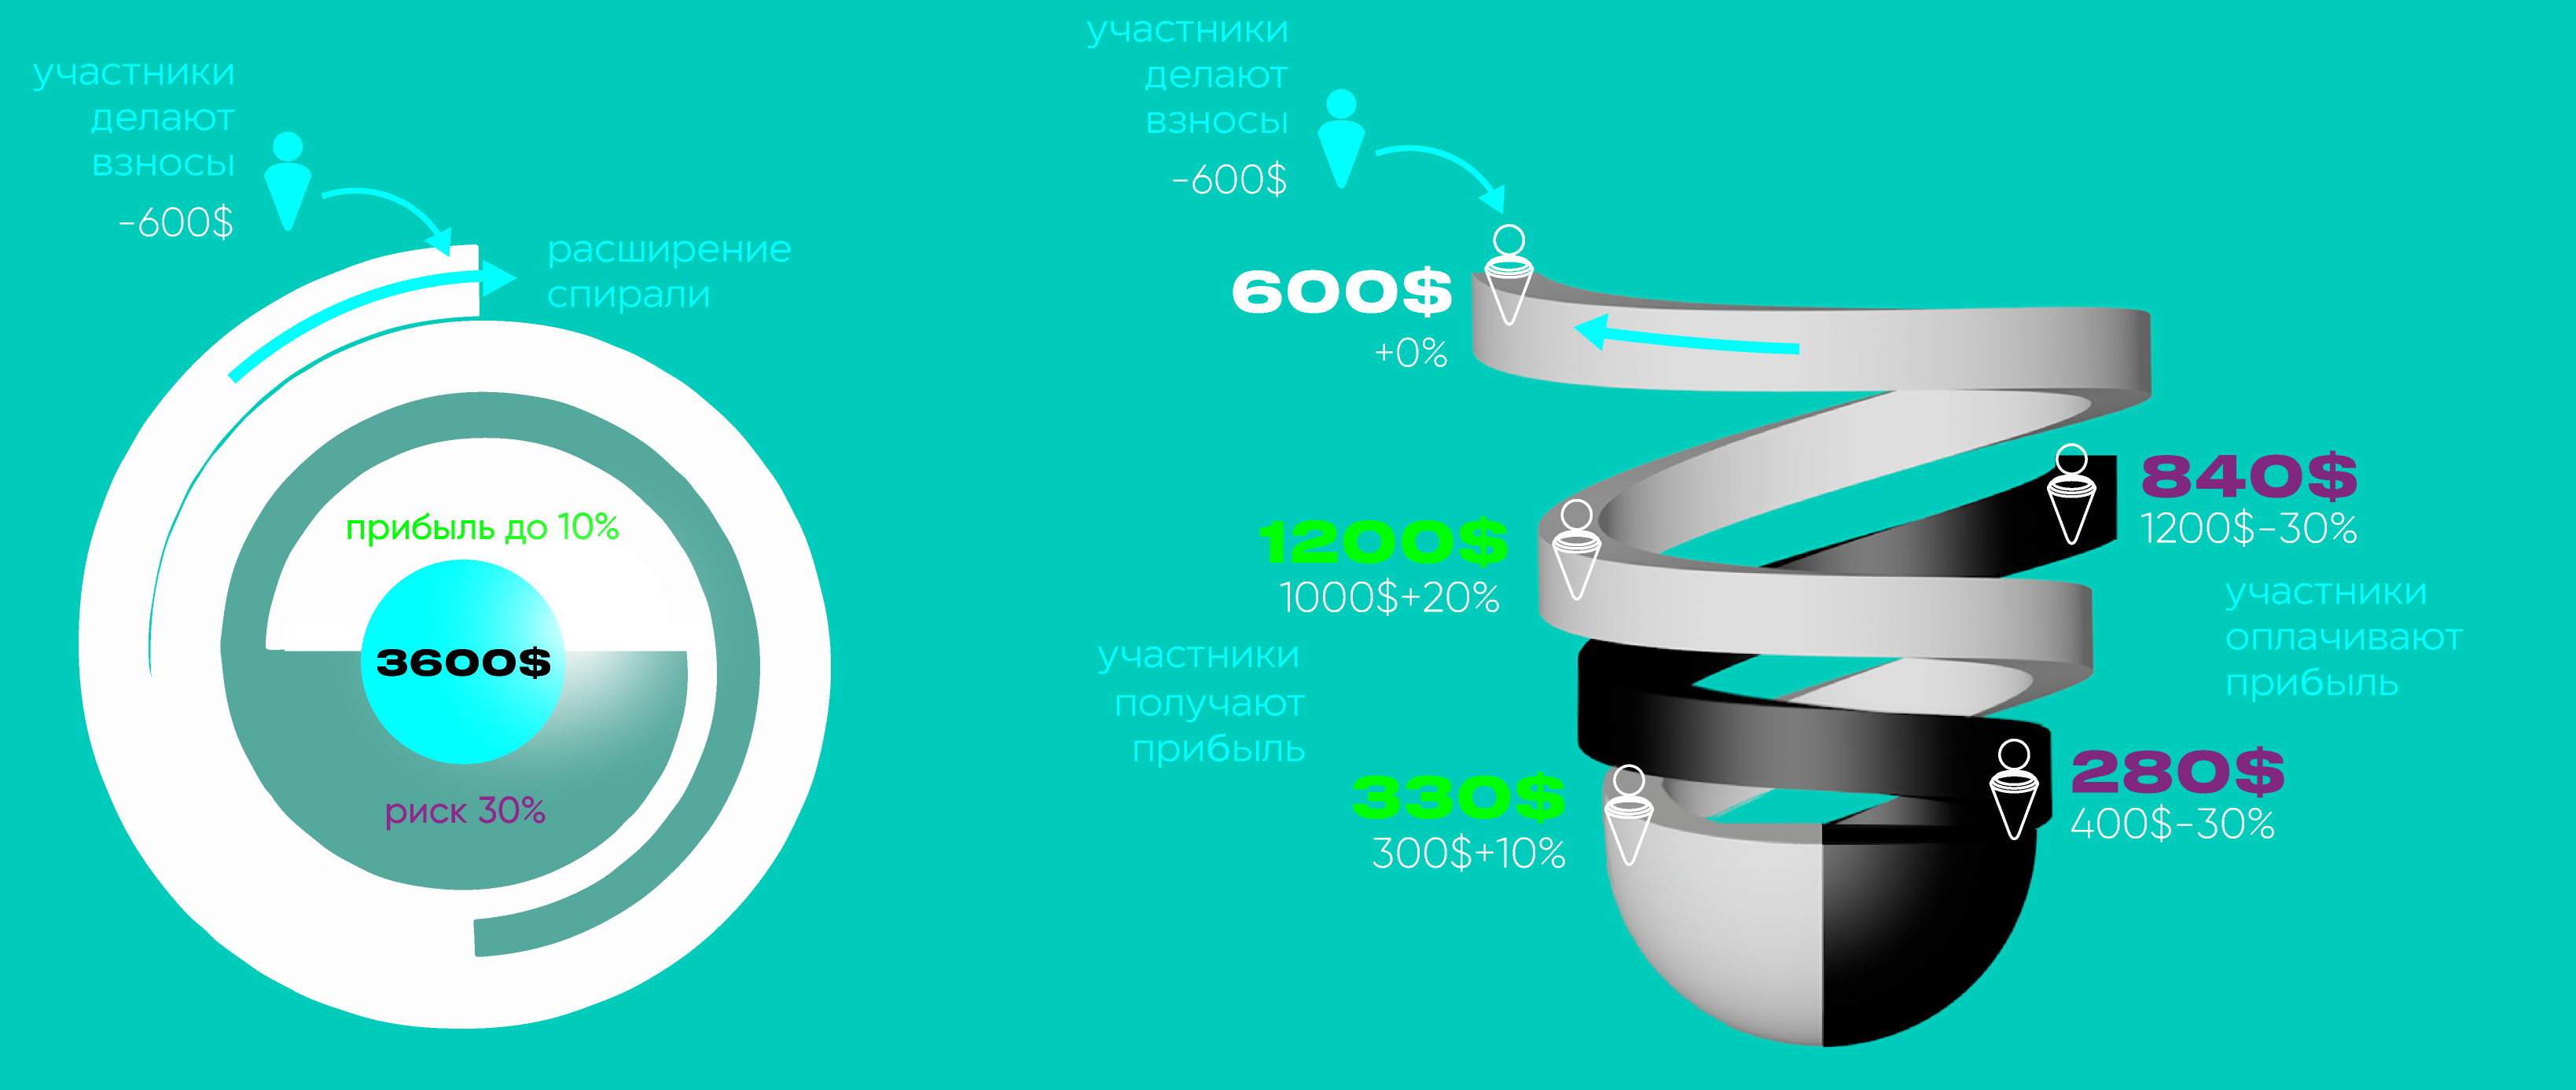 участники
делают
взносы
-600$
расширение
спирали
прибыль до 10%
3600$
риск 30%
участники
делают
взносы
-600$
600$
+0%
840$
1200$-30%
1200$
1000$+20%
участники
оплачивают
прибыль
участники
получают
прибыль
280$
400$-30%
330$
300$+10%